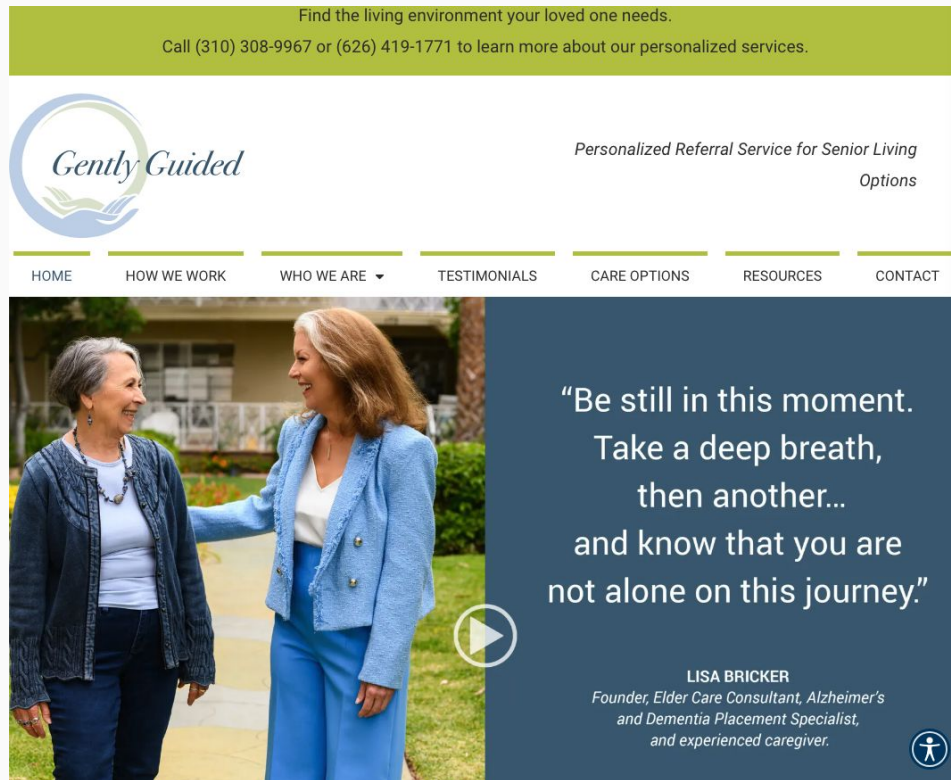 Find the living environment your loved one needs.
Call (310) 308-9967 or (626) 419-1771 to learn more about our personalized services.
Gently Guided
Personalized Referral Service for Senior Living
Options
HOME
HOW WE WORK
WHO WE ARE
TESTIMONIALS
CARE OPTIONS
RESOURCES
CONTACT
“Be still in this moment.
Take a deep breath,
then another...
and know that you are
not alone on this journey.”
LISA BRICKER
Founder, Elder Care Consultant, Alzheimer's
and Dementia Placement Specialist,
and experienced caregiver.